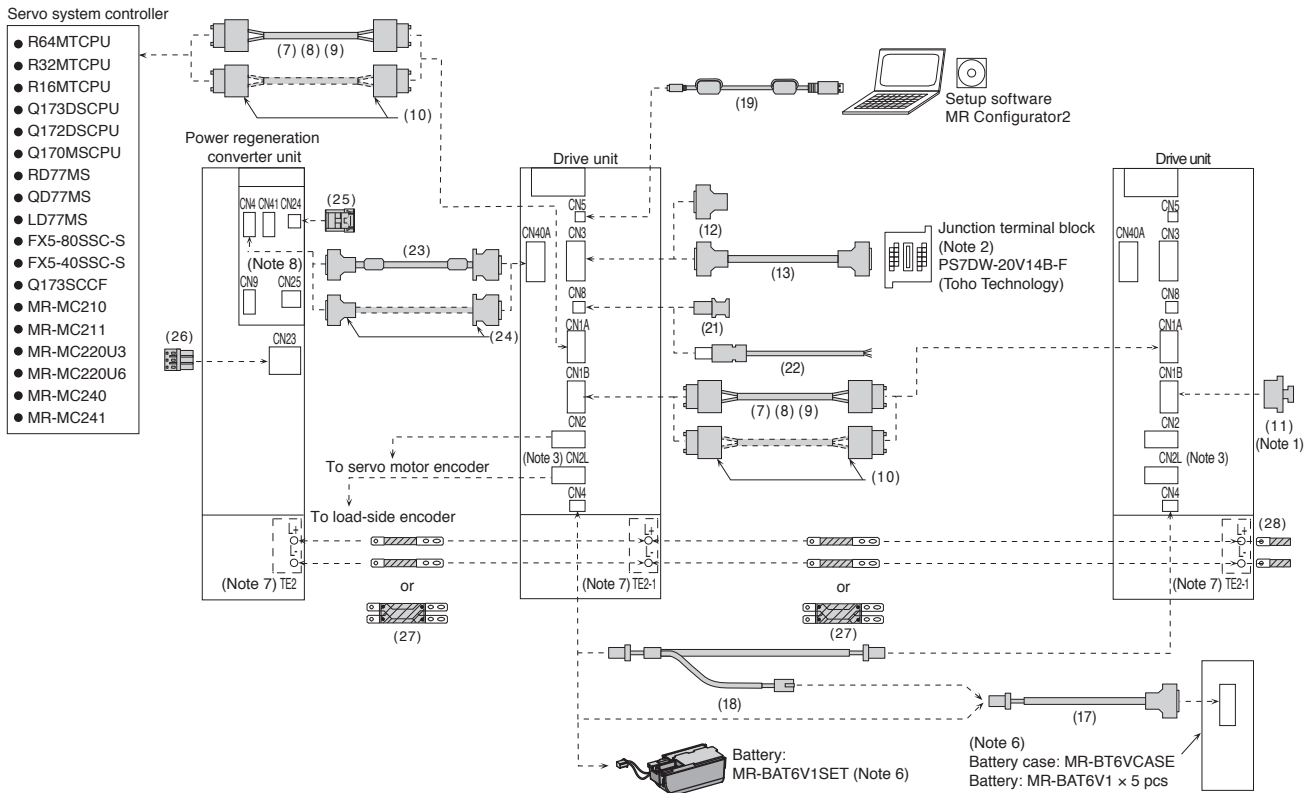 Servo system controller
● R64MTCPU
● R32MTCPU
● R16MTCPU
● Q173DSCPU
● Q172DSCPU
● Q170MSCPU
● RD77MS
● QD77MS
● LD77MS
● FX5-80SSC-S
● FX5-40SSC-S
● Q173SCCF
● MR-MC210
● MR-MC211
● MR-MC220U3
● MR-MC220U6
● MR-MC240
● MR-MC241
(7) (8) (9)
(10)
(19)
Setup software
MR Configurator2
Power regeneration
converter unit
CN4 CN41 CN24
(25)
(Note 8)
CN9 CN25
(26)
CN23
(23)
(24)
(Note 7) TE2
L+
L-
Drive unit
CN5
CN40A CN3
CN8
CN1A
CN1B
CN2
(Note 3) CN2L
CN4
To servo motor encoder
To load-side encoder
L+
L-
(Note 7) TE2-1
or
(27)
(12)
(13)
Junction terminal block
(Note 2)
PS7DW-20V14B-F
(Toho Technology)
(21)
(22)
(7) (8) (9)
(10)
or
(27)
Drive unit
CN5
CN40A CN3
CN8
CN1A
CN1B
CN2
CN2L (Note 3)
CN4
(11)
(Note 1)
L+
L-
(28)
(Note 7) TE2-1
(18)
(17)
Battery:
MR-BAT6V1SET (Note 6)
(Note 6)
Battery case: MR-BT6VCASE
Battery: MR-BAT6V1 × 5 pcs